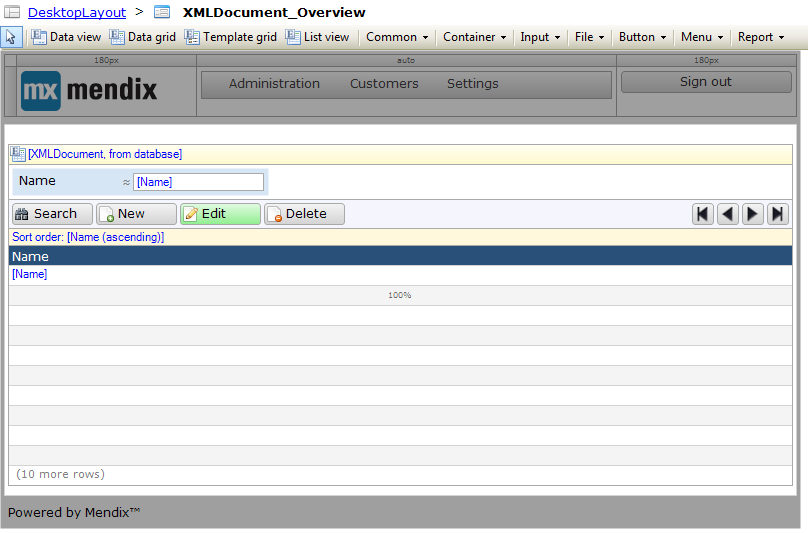 DesktopLayout > XMLDocument_Overview
Data view Data grid Template grid List view Common Container Input File Button Menu Report
180px auto 180px
mx mendix Administration Customers Settings Sign out
[XMLDocument, from database]
Name ≈ [Name]
Search New Edit Delete
Sort order: [Name (ascending)]
Name
[Name]
100%
(10 more rows)
Powered by Mendix™